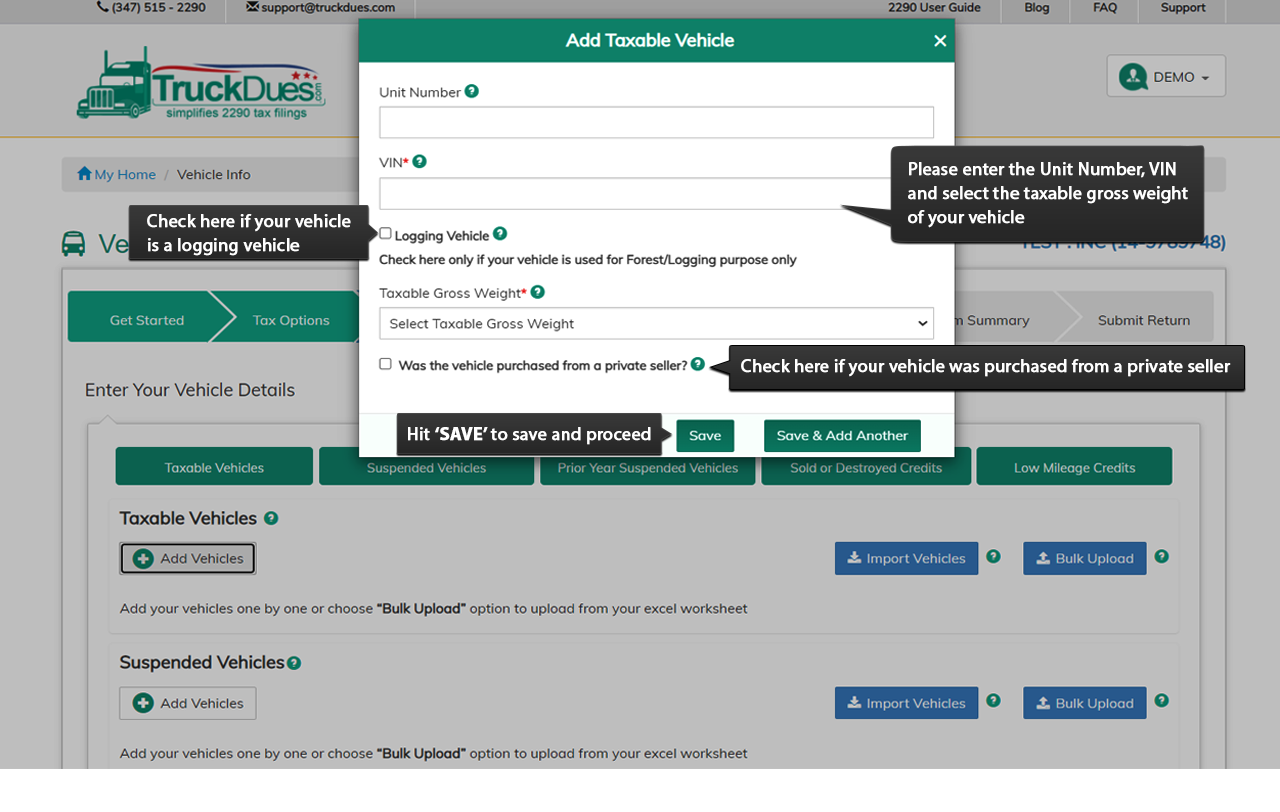 (347) 515 - 2290
support@truckdues.com
2290 User Guide
Blog
FAQ
Support
TruckDues.com
simplifies 2290 tax filings
DEMO
Add Taxable Vehicle
×
Unit Number
VIN*
Please enter the Unit Number, VIN
and select the taxable gross weight
of your vehicle
My Home / Vehicle Info
Check here if your vehicle
is a logging vehicle
Logging Vehicle
Check here only if your vehicle is used for Forest/Logging purpose only
Taxable Gross Weight*
Select Taxable Gross Weight
Get Started
Tax Options
Summary
Submit Return
Was the vehicle purchased from a private seller?
Check here if your vehicle was purchased from a private seller
Enter Your Vehicle Details
Hit ‘SAVE’ to save and proceed
Save
Save & Add Another
Taxable Vehicles
Suspended Vehicles
Prior Year Suspended Vehicles
Sold or Destroyed Credits
Low Mileage Credits
Taxable Vehicles
Add Vehicles
Import Vehicles
Bulk Upload
Add your vehicles one by one or choose “Bulk Upload” option to upload from your excel worksheet
Suspended Vehicles
Add Vehicles
Import Vehicles
Bulk Upload
Add your vehicles one by one or choose “Bulk Upload” option to upload from your excel worksheet